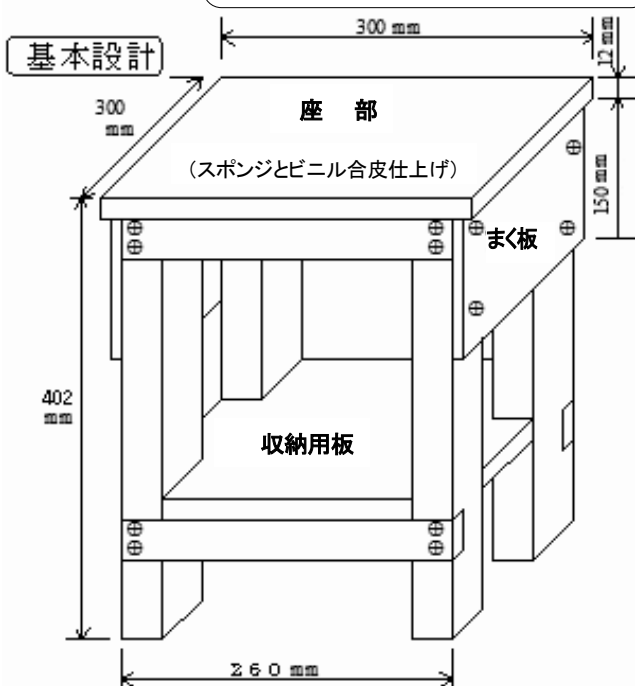 300 mm
12 mm
基本設計
300
mm
座 部
(スポンジとビニル合皮仕上げ)
まく板
150 mm
402
mm
収納用板
260 mm